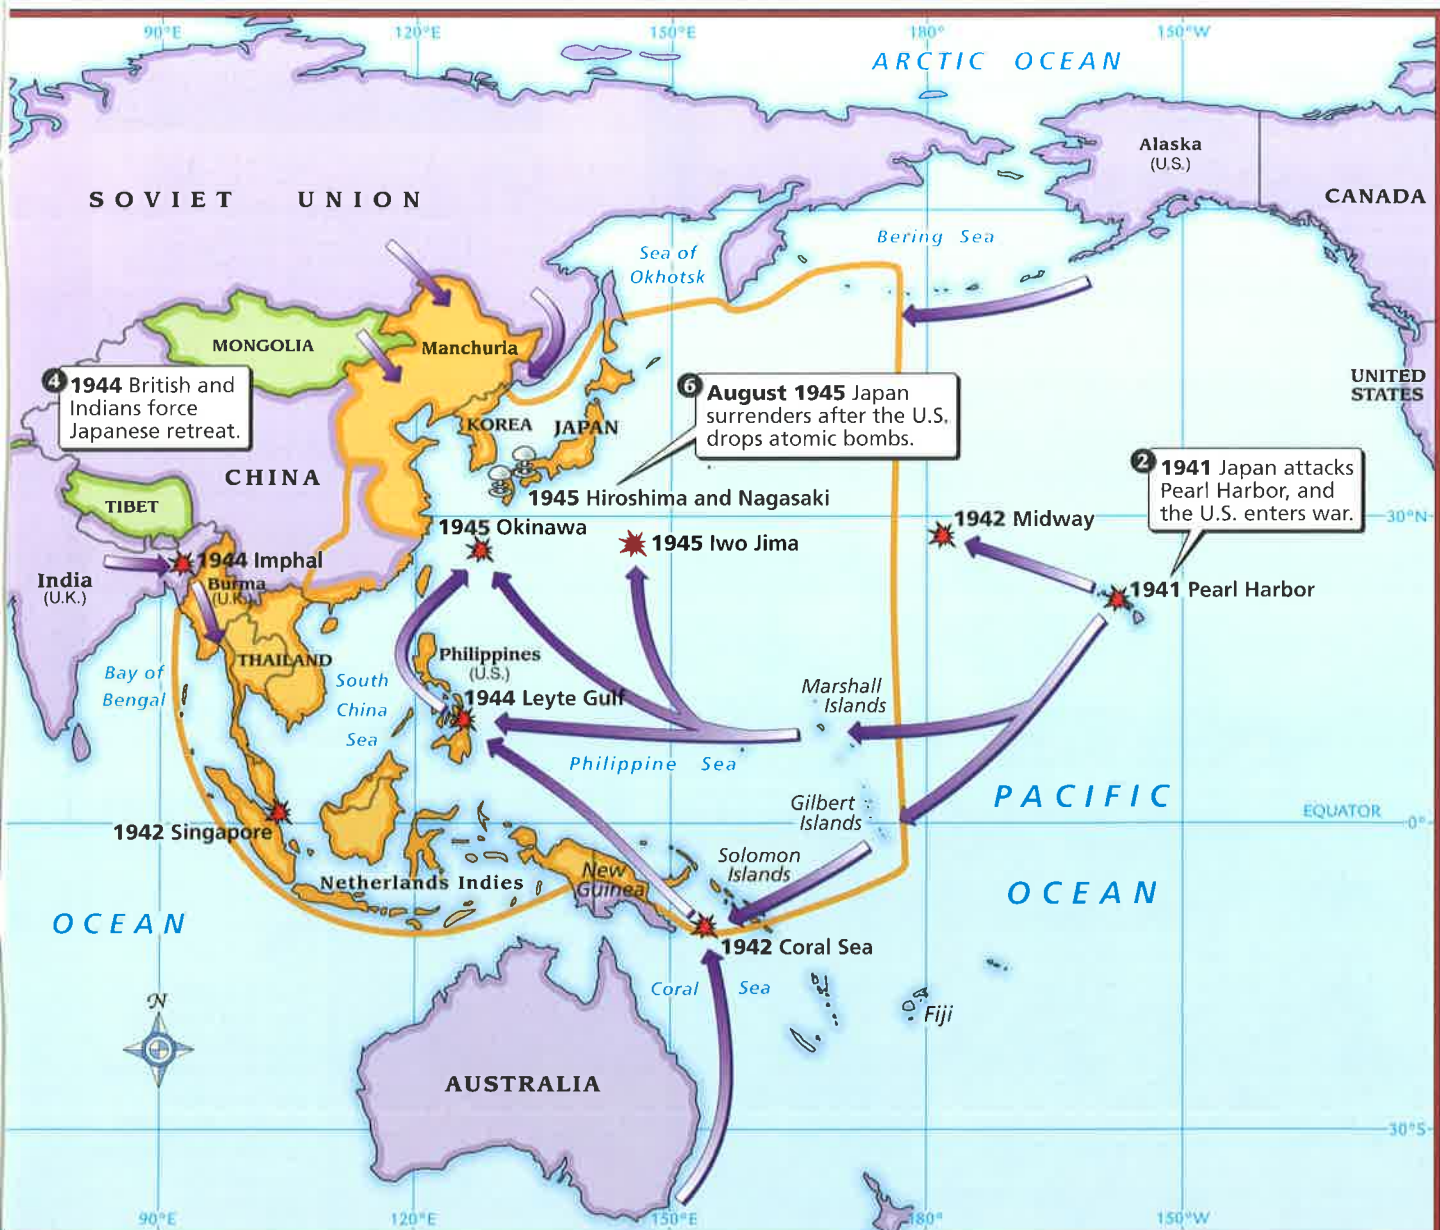 90°E 120°E 150°E 180° 150°W
ARCTIC OCEAN
Alaska
(U.S.)
CANADA
SOVIET UNION
Bering Sea
Sea of
Okhotsk
MONGOLIA
Manchuria
4 1944 British and
Indians force
Japanese retreat.
6 August 1945 Japan
surrenders after the U.S.
drops atomic bombs.
UNITED
STATES
KOREA JAPAN
CHINA
2 1941 Japan attacks
Pearl Harbor, and
the U.S. enters war.
1945 Hiroshima and Nagasaki
TIBET
1945 Okinawa
1942 Midway
30°N
1945 Iwo Jima
1944 Imphal
India
(U.K.)
Burma
(U.K.)
1941 Pearl Harbor
THAILAND
Philippines
(U.S.)
Bay of
Bengal
South
China
Sea
1944 Leyte Gulf
Marshall
Islands
Philippine Sea
PACIFIC
OCEAN
Gilbert
Islands
EQUATOR 0°
1942 Singapore
Solomon
Islands
New
Guinea
Netherlands Indies
OCEAN
1942 Coral Sea
Coral Sea
N
Fiji
AUSTRALIA
30°S
90°E 120°E 150°E 180° 150°W